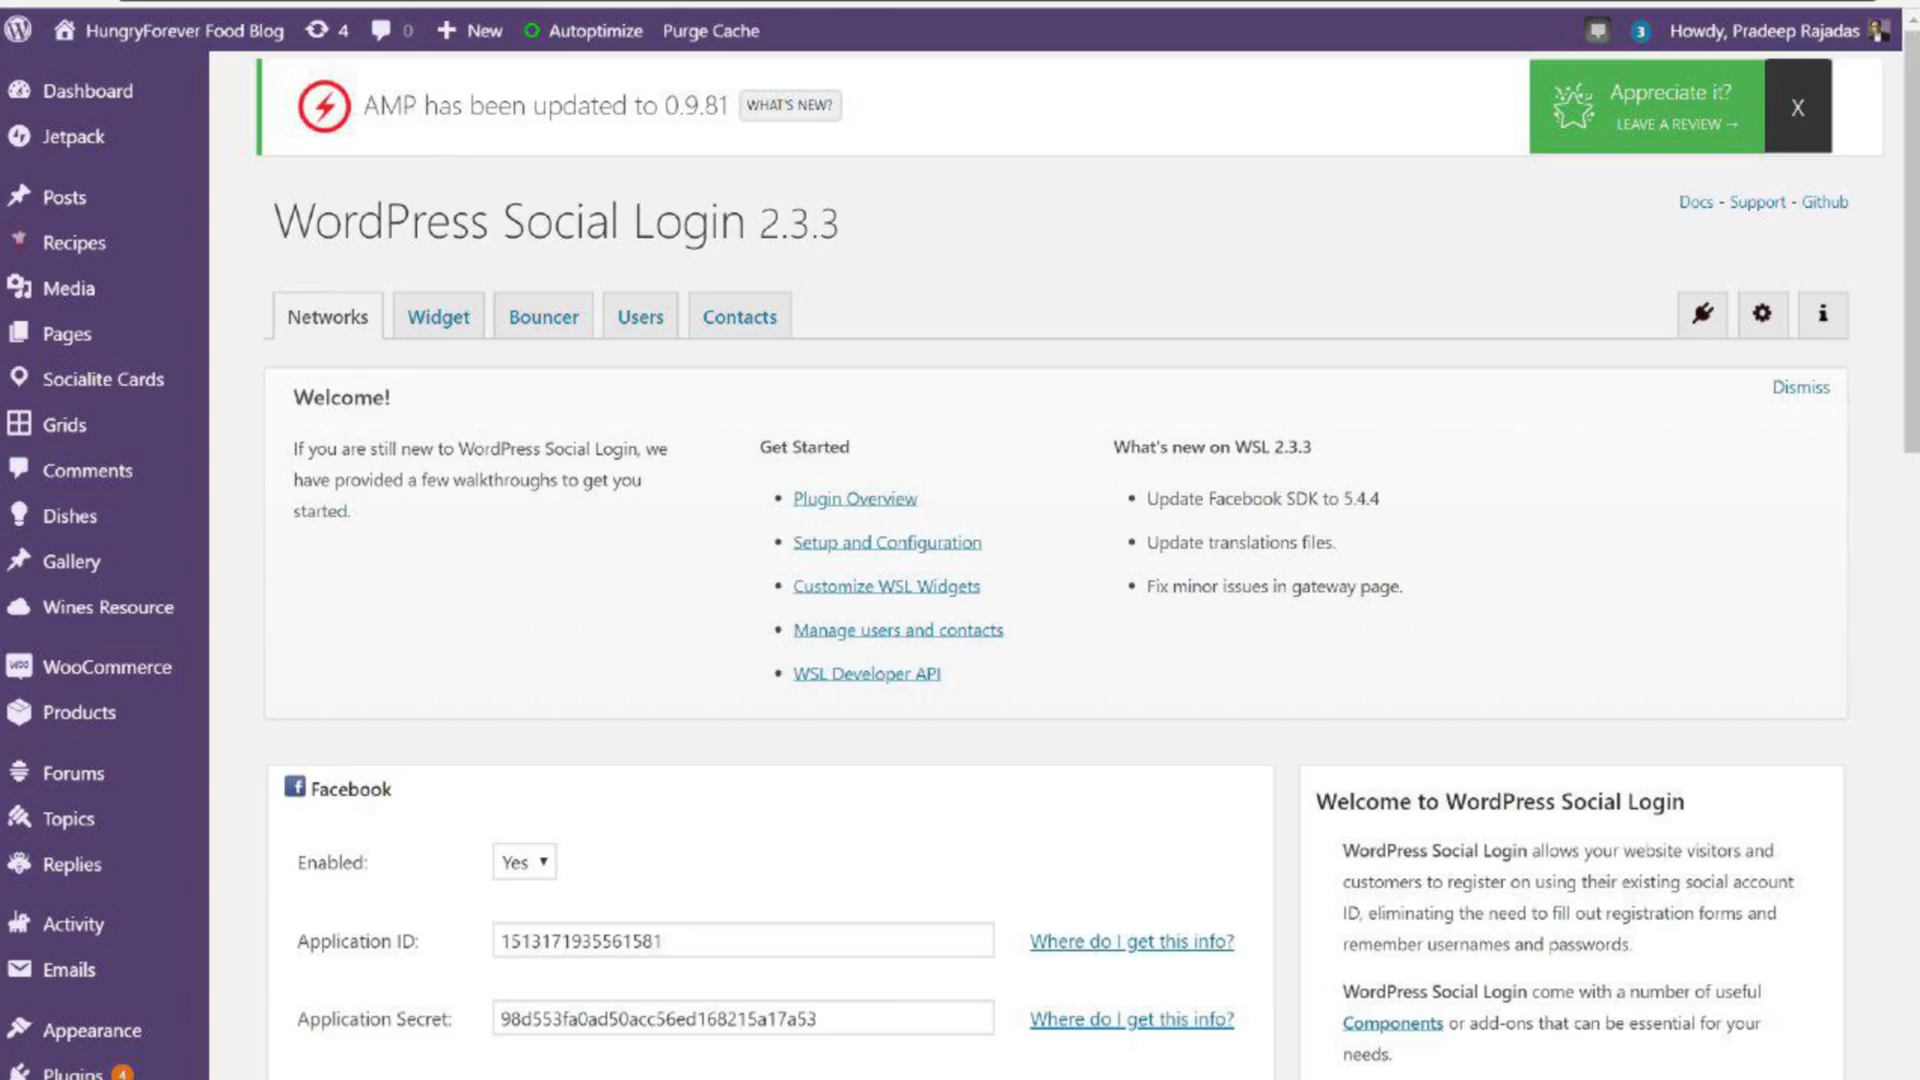 HungryForever Food Blog 4 0 New Autoptimize Purge Cache 3 Howdy, Pradeep Rajadas
Dashboard
Jetpack
Posts
Recipes
Media
Pages
Socialite Cards
Grids
Comments
Dishes
Gallery
Wines Resource
WooCommerce
Products
Forums
Topics
Replies
Activity
Emails
Appearance
Plugins 4
AMP has been updated to 0.9.81 WHAT'S NEW?
Appreciate it?
LEAVE A REVIEW →
X
WordPress Social Login 2.3.3
Docs - Support - Github
Networks Widget Bouncer Users Contacts
Welcome!
Dismiss
If you are still new to WordPress Social Login, we
have provided a few walkthroughs to get you
started.
Get Started
• Plugin Overview
• Setup and Configuration
• Customize WSL Widgets
• Manage users and contacts
• WSL Developer API
What's new on WSL 2.3.3
• Update Facebook SDK to 5.4.4
• Update translations files.
• Fix minor issues in gateway page.
Facebook
Enabled: Yes
Application ID: 1513171935561581 Where do I get this info?
Application Secret: 98d553fa0ad50acc56ed168215a17a53 Where do I get this info?
Welcome to WordPress Social Login
WordPress Social Login allows your website visitors and
customers to register on using their existing social account
ID, eliminating the need to fill out registration forms and
remember usernames and passwords.
WordPress Social Login come with a number of useful
Components or add-ons that can be essential for your
needs.